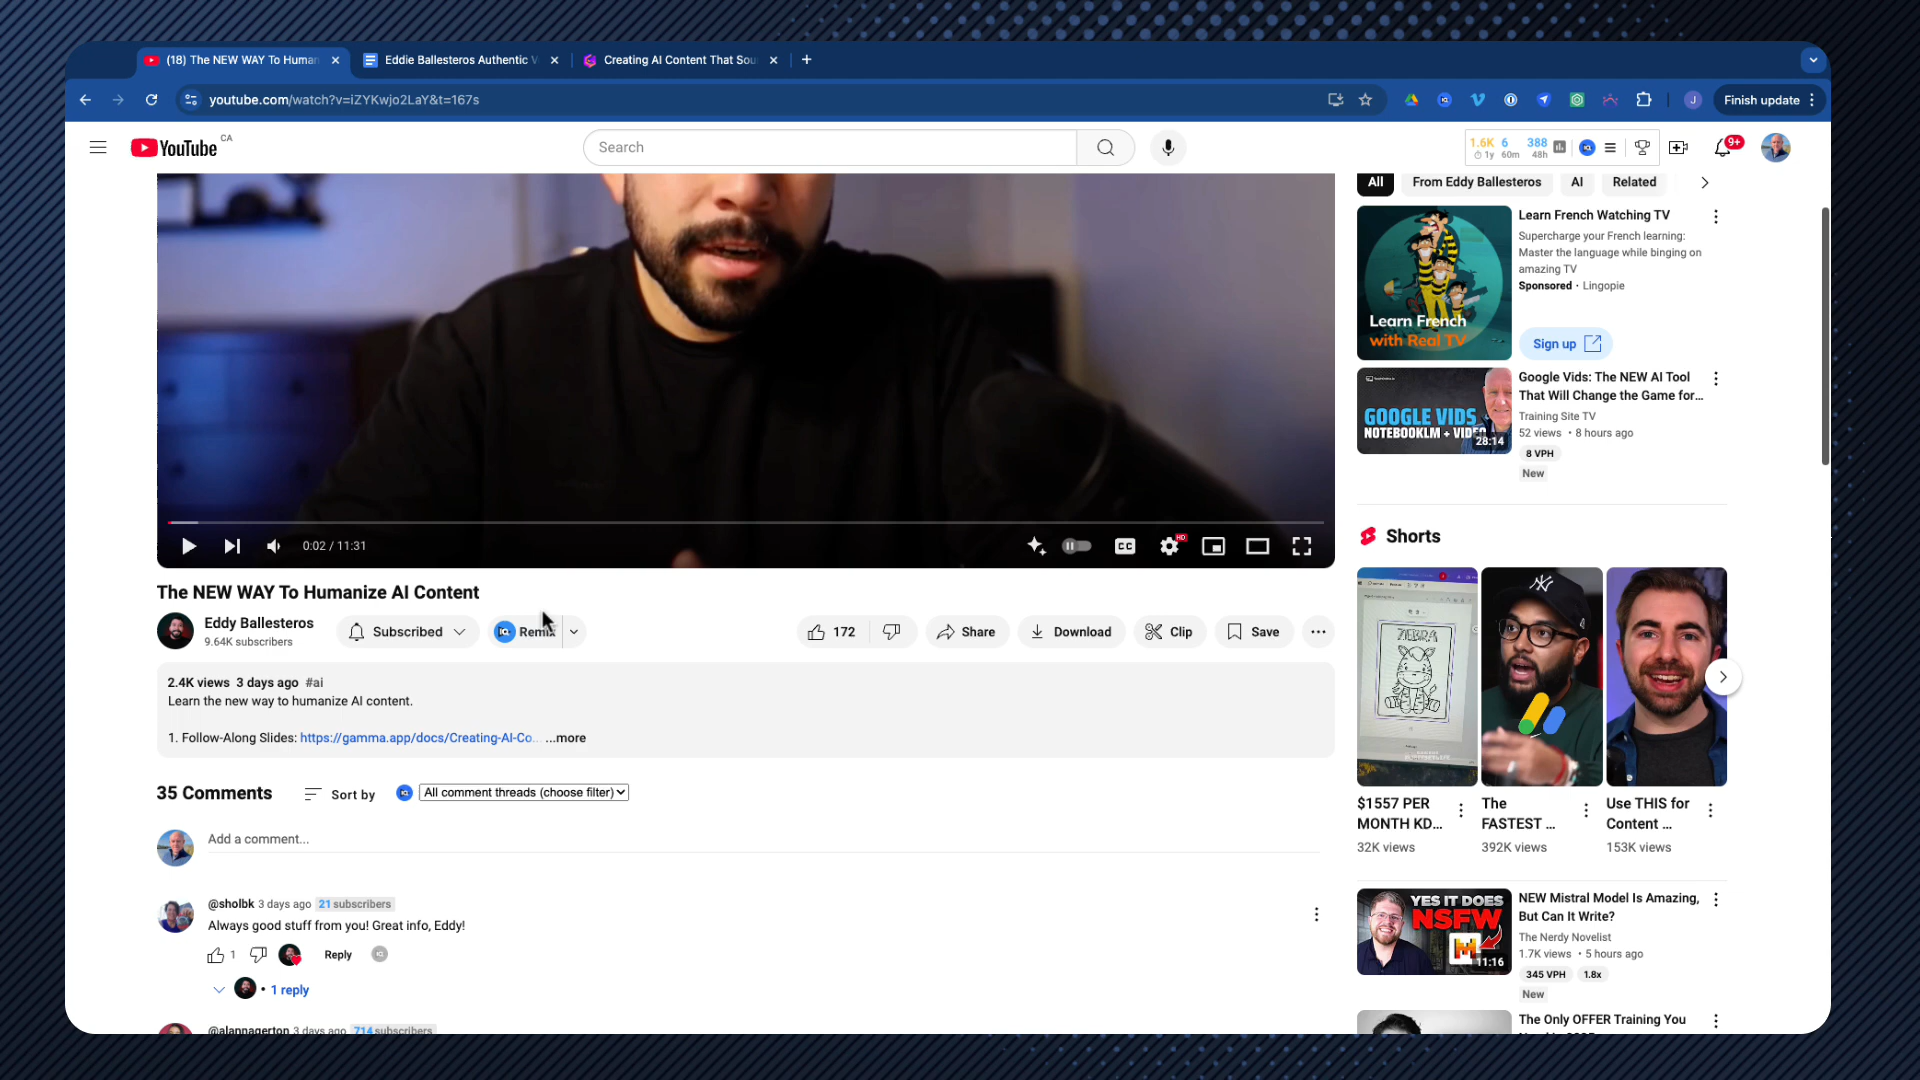 (18) The NEW WAY To Human
Eddie Ballesteros Authentic V
Creating AI Content That Sou
youtube.com/watch?v=iZYKwjo2LaY&t=167s
J
Finish update
YouTube CA
Search
1.6K 6 388
1y 60m 48h
9+
All
From Eddy Ballesteros
AI
Related
Learn French Watching TV
Supercharge your French learning:
Master the language while binging on
amazing TV
Sponsored · Lingopie
Learn French
with Real TV
Sign up
GOOGLE VIDS
NOTEBOOKLM + VIDEO
28:14
Google Vids: The NEW AI Tool
That Will Change the Game for...
Training Site TV
52 views • 8 hours ago
8 VPH
New
0:02 / 11:31
CC
HD
The NEW WAY To Humanize AI Content
Eddy Ballesteros
9.64K subscribers
Subscribed
Remix
172
Share
Download
Clip
Save
2.4K views 3 days ago #ai
Learn the new way to humanize AI content.
1. Follow-Along Slides: https://gamma.app/docs/Creating-AI-Co... ...more
35 Comments
Sort by
All comment threads (choose filter)
Add a comment...
@sholbk 3 days ago 21 subscribers
Always good stuff from you! Great info, Eddy!
1
Reply
• 1 reply
@alannagerton 3 days ago 714 subscribers
Shorts
ZEBRA
$1557 PER
MONTH KD...
32K views
The
FASTEST ...
392K views
Use THIS for
Content ...
153K views
YES IT DOES
NSFW
11:16
NEW Mistral Model Is Amazing,
But Can It Write?
The Nerdy Novelist
1.7K views • 5 hours ago
345 VPH
1.8x
New
The Only OFFER Training You